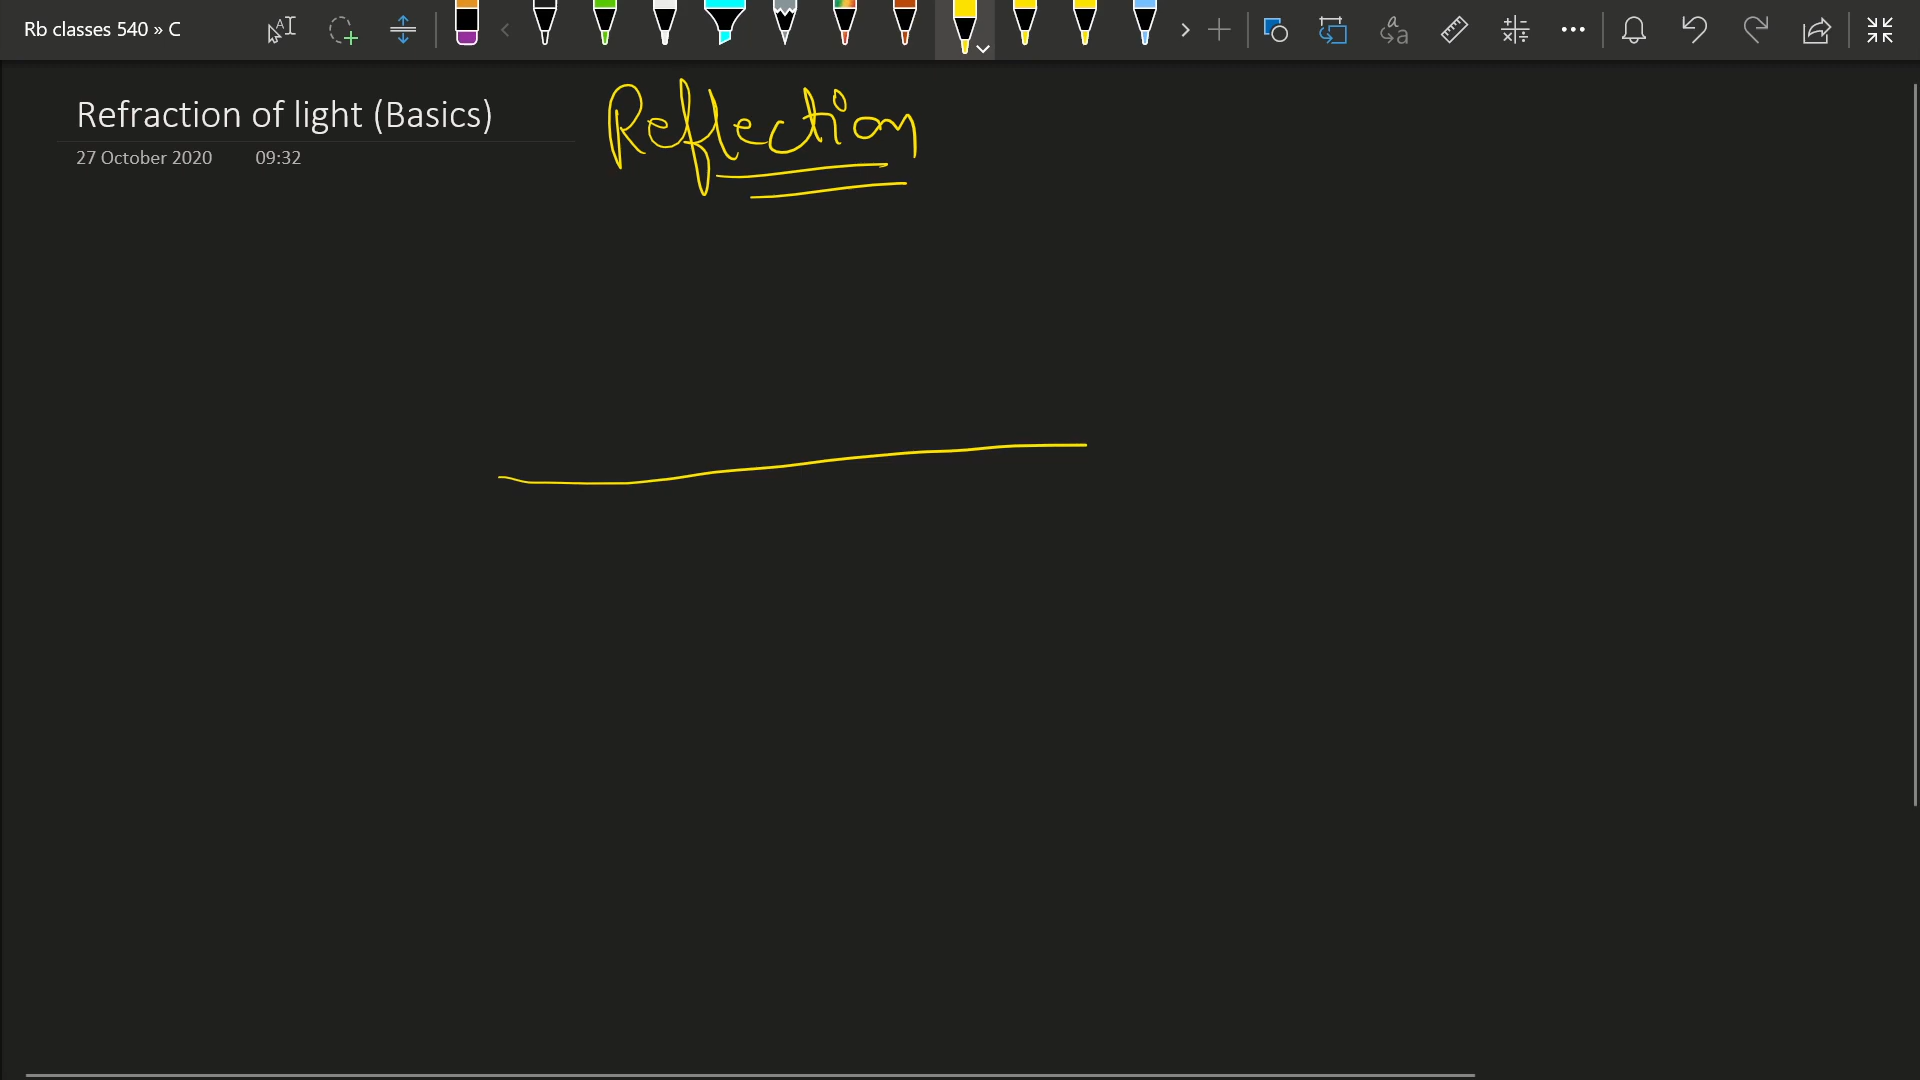 Rb classes 540 » C
Refraction of light (Basics)
Reflection
27 October 2020 09:32